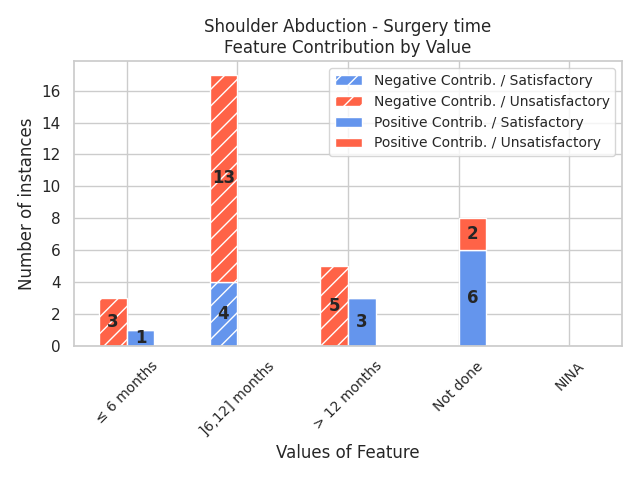 Shoulder Abduction - Surgery time
Feature Contribution by Value
Negative Contrib. / Satisfactory
Negative Contrib. / Unsatisfactory
Positive Contrib. / Satisfactory
Positive Contrib. / Unsatisfactory
Number of instances
16
14
12
10
8
6
4
2
0
3
1
13
4
5
3
2
6
≤ 6 months
]6,12] months
> 12 months
Not done
NINA
Values of Feature